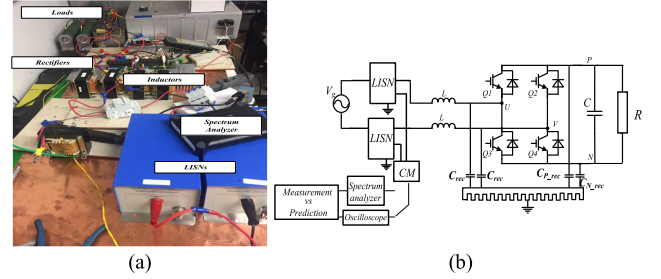 Loads
Rectifiers
Inductors
Spectrum
Analyzer
LISNs
(a)
Vg
LISN
LISN
L
L
CM
Measurement
vs
Prediction
Spectrum
analyzer
Oscilloscope
Q1
Q2
Q3
Q4
U
V
P
N
C
R
Crec
Crec
CP_rec
CN_rec
(b)